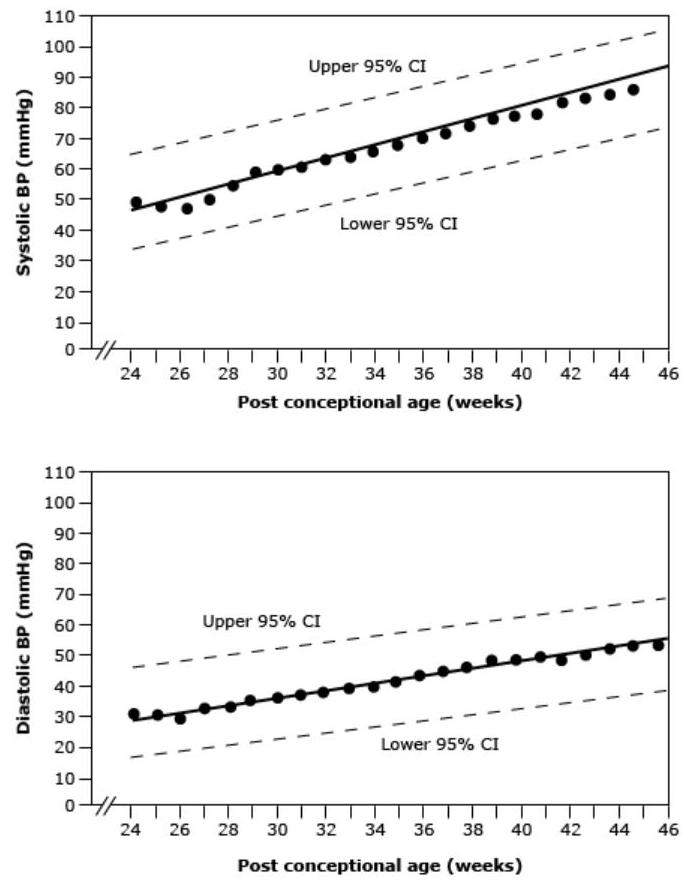 110
100
90
80
70
60
50
40
30
20
10
0
Systolic BP (mmHg)
Upper 95% CI
Lower 95% CI
24 26 28 30 32 34 36 38 40 42 44 46
Post conceptional age (weeks)
110
100
90
80
70
60
50
40
30
20
10
0
Diastolic BP (mmHg)
Upper 95% CI
Lower 95% CI
24 26 28 30 32 34 36 38 40 42 44 46
Post conceptional age (weeks)